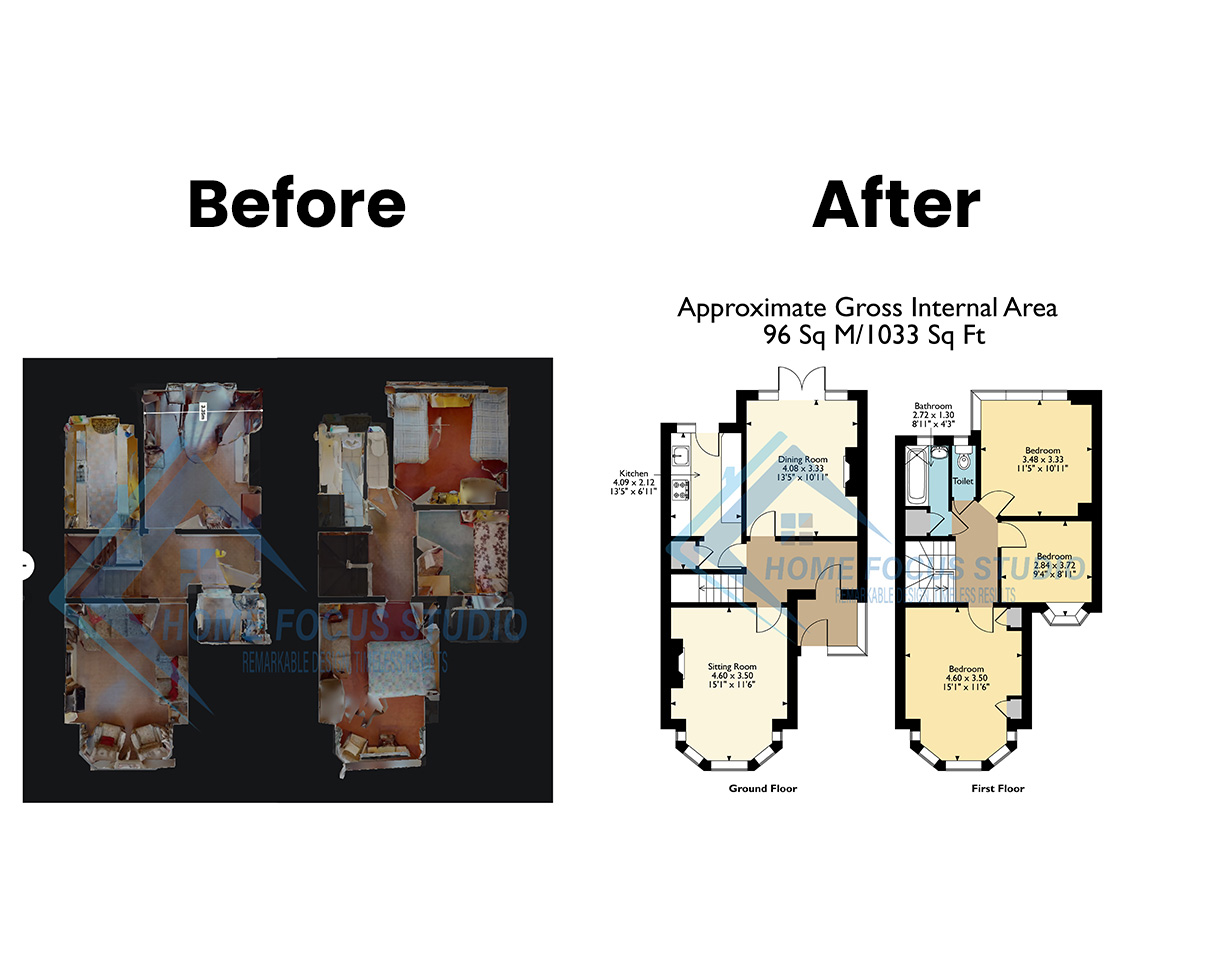 Before
After
Approximate Gross Internal Area
96 Sq M/1033 Sq Ft
Bathroom
2.72 x 1.30
8'11" x 4'3"
Kitchen
4.09 x 2.12
13'5" x 6'11"
Dining Room
4.08 x 3.33
13'5" x 10'11"
Toilet
Bedroom
3.48 x 3.33
11'5" x 10'11"
Bedroom
2.84 x 3.72
9'4" x 8'11"
HOME FOCUS STUDIO
REMARKABLE DESIGN, TIMELESS RESULTS
HOME FOCUS STUDIO
REMARKABLE DESIGN, TIMELESS RESULTS
Sitting Room
4.60 x 3.50
15'1" x 11'6"
Bedroom
4.60 x 3.50
15'1" x 11'6"
Ground Floor
First Floor